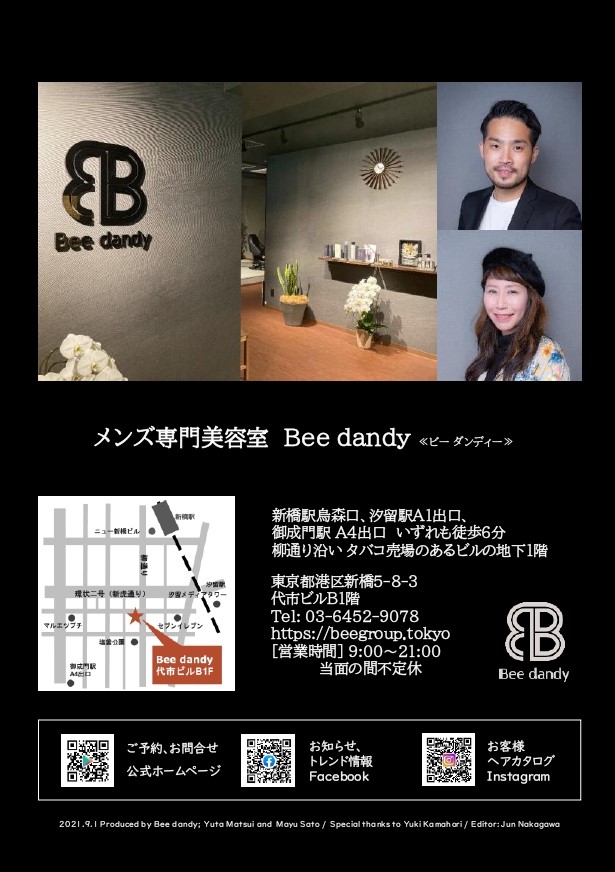 Bee dandy
メンズ専門美容室 Bee dandy ≪ビー ダンディー≫
新橋駅
ニュー新橋ビル
柳通り
汐留駅
環状二号（新虎通り）
汐留メディアタワー
マルエツプチ
セブンイレブン
塩釜公園
御成門駅
A4出口
Bee dandy
代市ビルB1F
新橋駅烏森口、汐留駅A1出口、
御成門駅 A4出口 いずれも徒歩6分
柳通り沿い タバコ売場のあるビルの地下1階
東京都港区新橋5-8-3
代市ビルB1階
Tel: 03-6452-9078
https://beegroup.tokyo
[営業時間] 9:00～21:00
当面の間不定休
Bee dandy
ご予約、お問合せ
公式ホームページ
お知らせ、
トレンド情報
Facebook
お客様
ヘアカタログ
Instagram
2021.9.1 Produced by Bee dandy; Yuta Matsui and Mayu Sato / Special thanks to Yuki Kamahori / Editor: Jun Nakagawa